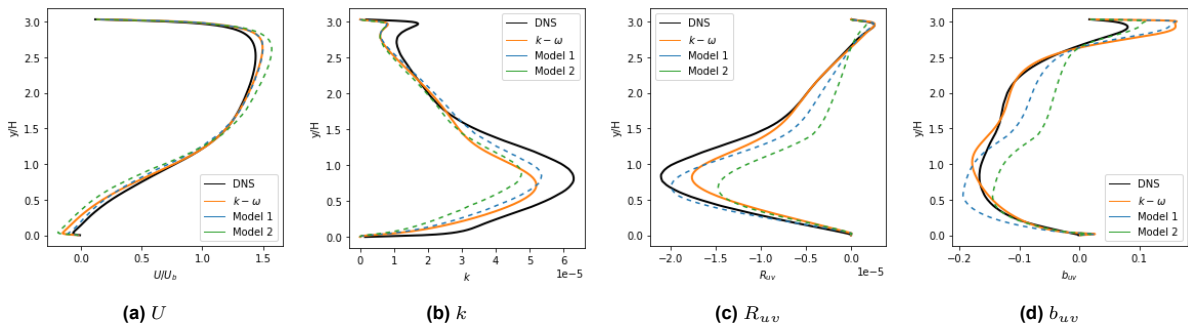 3.0
2.5
2.0
1.5
1.0
0.5
0.0
y/H
DNS
k − ω
Model 1
Model 2
0.0 0.5 1.0 1.5
U/U_b
(a) U
3.0
2.5
2.0
1.5
1.0
0.5
0.0
y/H
DNS
k − ω
Model 1
Model 2
0 1 2 3 4 5 6
1e−5
k
(b) k
3.0
2.5
2.0
1.5
1.0
0.5
0.0
y/H
DNS
k − ω
Model 1
Model 2
−2.0 −1.5 −1.0 −0.5 0.0
1e−5
R_uv
(c) R_uv
3.0
2.5
2.0
1.5
1.0
0.5
0.0
y/H
DNS
k − ω
Model 1
Model 2
−0.2 −0.1 0.0 0.1
b_uv
(d) b_uv